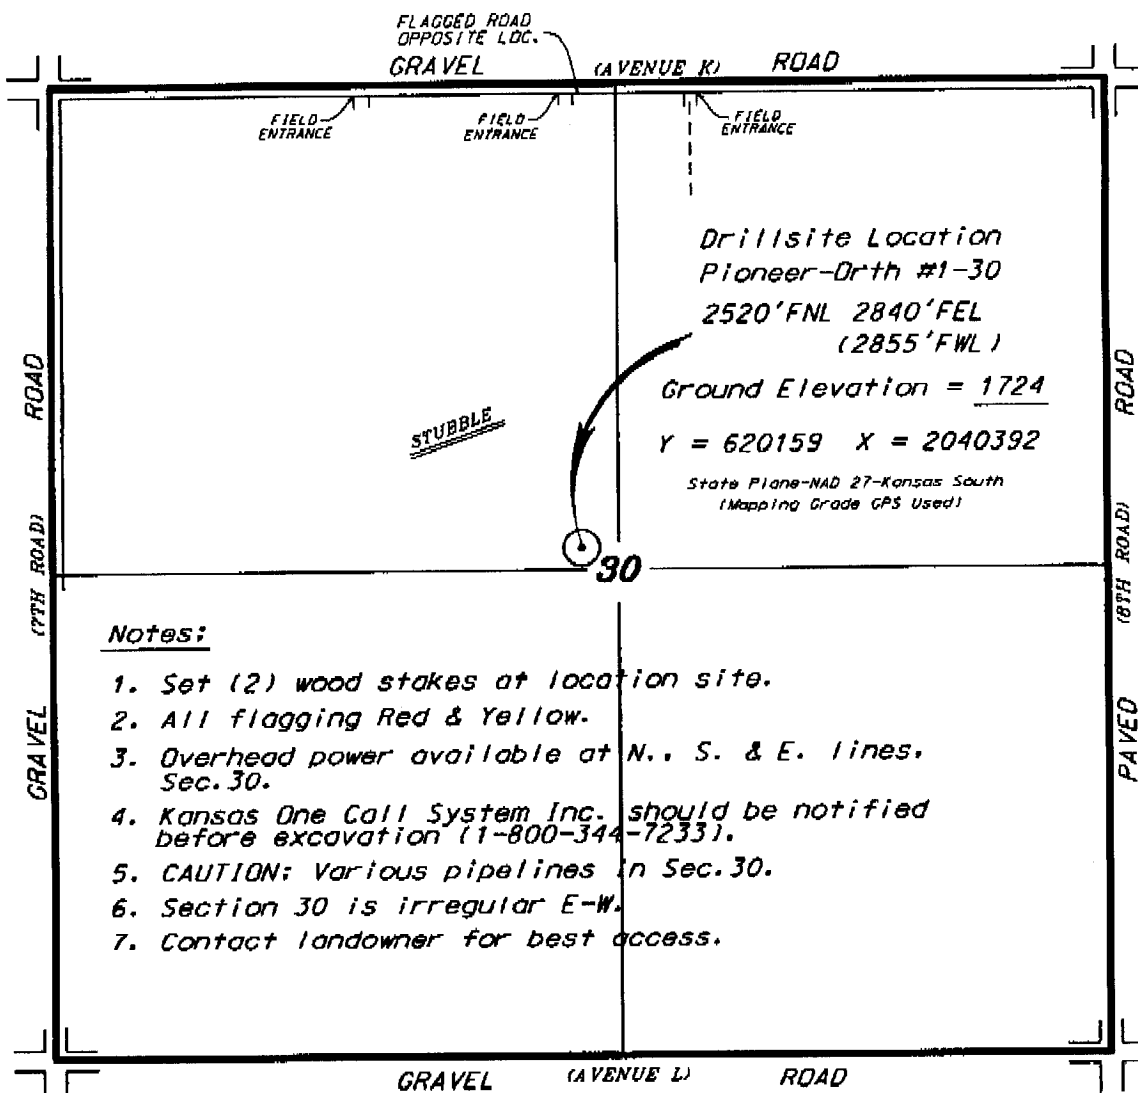 FLAGGED ROAD
OPPOSITE LOC.
GRAVEL (AVENUE K) ROAD
FIELD
ENTRANCE
FIELD
ENTRANCE
FIELD
ENTRANCE
Drillsite Location
Pioneer-Orth #1-30
2520'FNL 2840'FEL
(2855'FWL)
Ground Elevation = 1724
Y = 620159 X = 2040392
State Plane-NAD 27-Kansas South
(Mapping Grade GPS Used)
STUBBLE
30
GRAVEL (7TH ROAD) ROAD
PAVED (8TH ROAD) ROAD
Notes:
1. Set (2) wood stakes at location site.
2. All flagging Red & Yellow.
3. Overhead power available at N., S. & E. lines,
Sec.30.
4. Kansas One Call System Inc. should be notified
before excavation (1-800-344-7233).
5. CAUTION: Various pipelines in Sec.30.
6. Section 30 is irregular E-W.
7. Contact landowner for best access.
GRAVEL (AVENUE L) ROAD